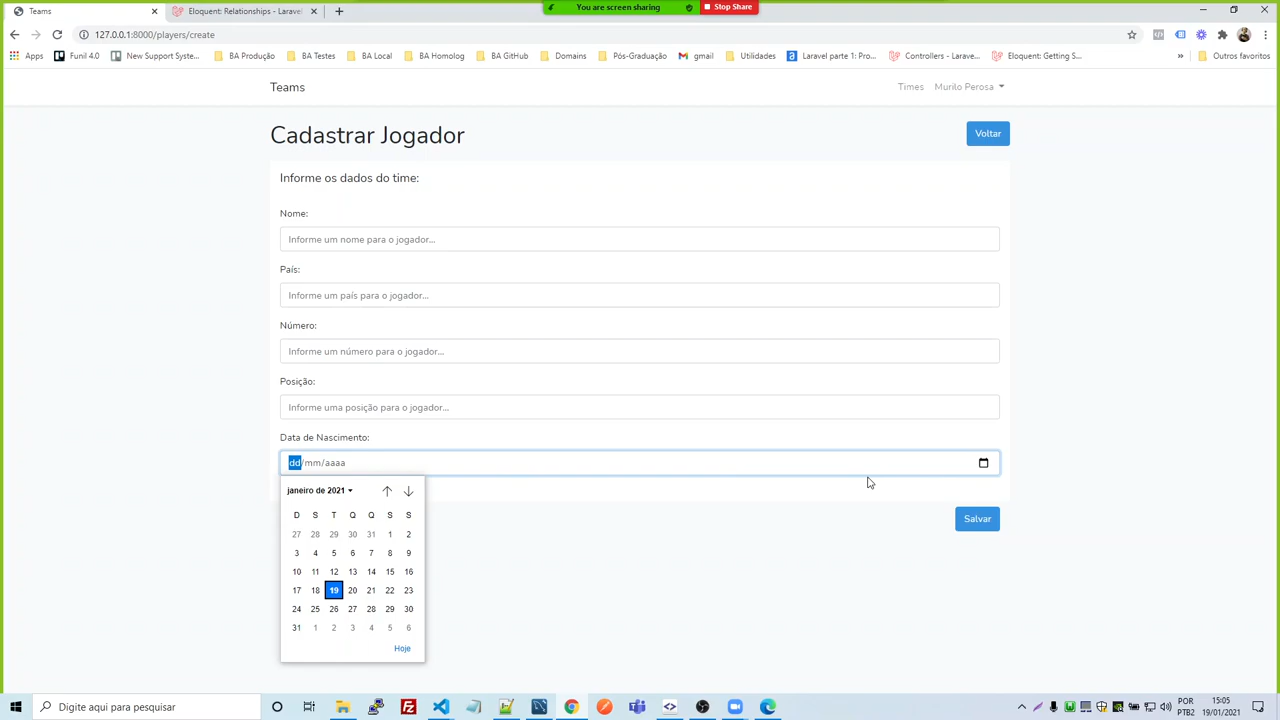 Teams
Eloquent: Relationships - Laravel
You are screen sharing
Stop Share
127.0.0.1:8000/players/create
Apps
Funil 4.0
New Support Syste...
BA Produção
BA Testes
BA Local
BA Homolog
BA GitHub
Domains
Pós-Graduação
gmail
Utilidades
Laravel parte 1: Pro...
Controllers - Larave...
Eloquent: Getting S...
»
Outros favoritos
Teams
Times
Murilo Perosa
Cadastrar Jogador
Voltar
Informe os dados do time:
Nome:
Informe um nome para o jogador...
País:
Informe um país para o jogador...
Número:
Informe um número para o jogador...
Posição:
Informe uma posição para o jogador...
Data de Nascimento:
dd/mm/aaaa
janeiro de 2021
D S T Q Q S S
27 28 29 30 31 1 2
3 4 5 6 7 8 9
10 11 12 13 14 15 16
17 18 19 20 21 22 23
24 25 26 27 28 29 30
31 1 2 3 4 5 6
Hoje
Salvar
Digite aqui para pesquisar
POR
PTB2
15:05
19/01/2021